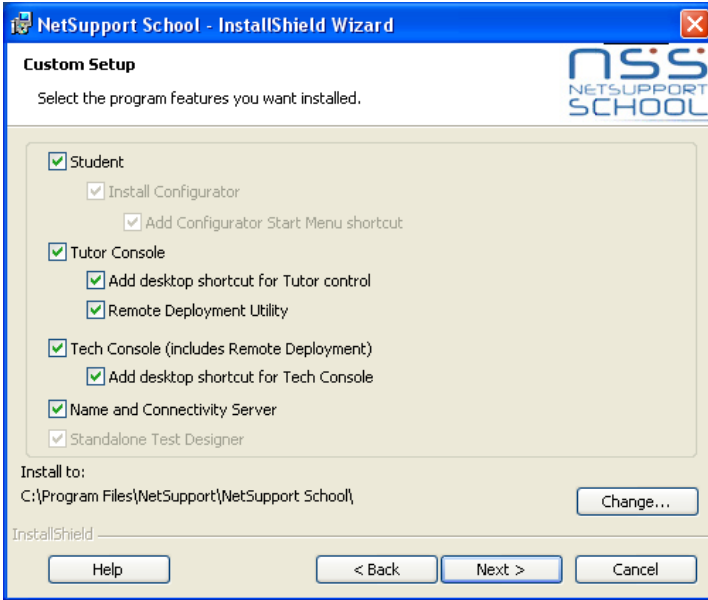 NetSupport School - InstallShield Wizard
Custom Setup
Select the program features you want installed.
nss
NETSUPPORT
SCHOOL
Student
Install Configurator
Add Configurator Start Menu shortcut
Tutor Console
Add desktop shortcut for Tutor control
Remote Deployment Utility
Tech Console (includes Remote Deployment)
Add desktop shortcut for Tech Console
Name and Connectivity Server
Standalone Test Designer
Install to:
C:\Program Files\NetSupport\NetSupport School\
Change...
InstallShield
Help
< Back
Next >
Cancel